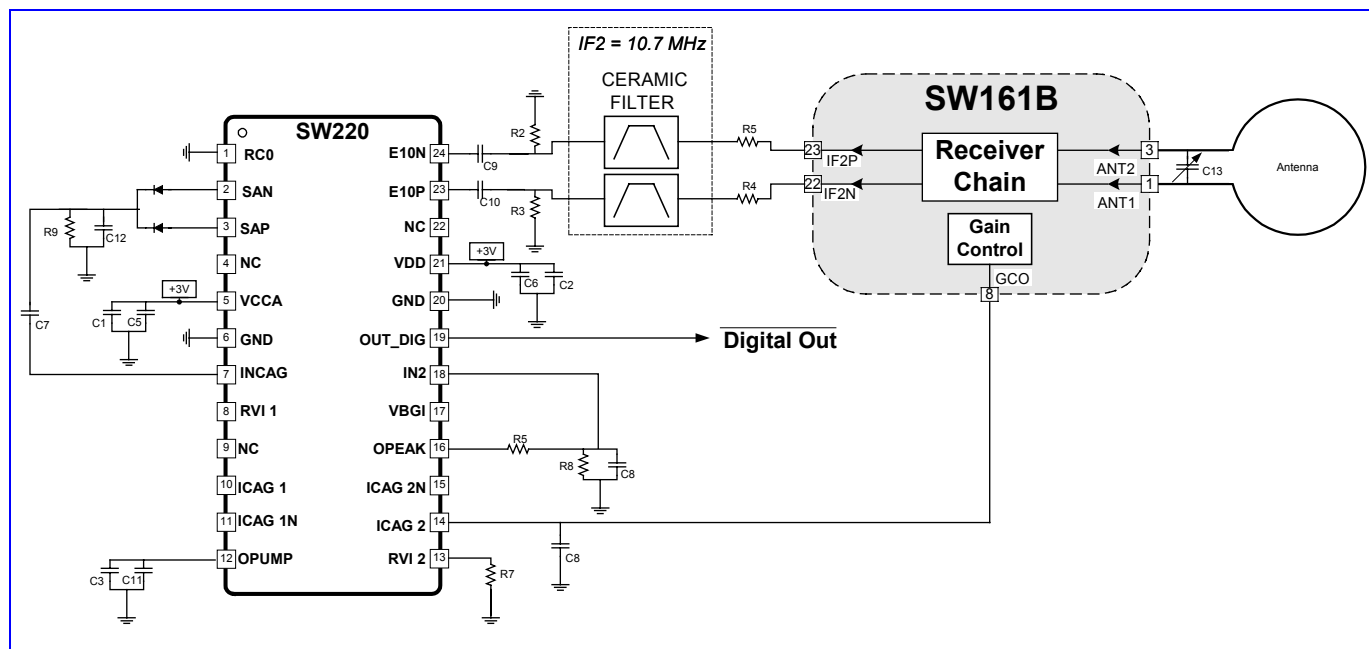 IF2 = 10.7 MHz
CERAMIC
FILTER
SW161B
SW220
1
RC0
2
SAN
3
SAP
4
NC
5
VCCA
6
GND
7
INCAG
8
RVI 1
9
NC
10
ICAG 1
11
ICAG 1N
12
OPUMP
E10N
24
E10P
23
NC
22
VDD
21
GND
20
OUT_DIG
19
IN2
18
VBGI
17
OPEAK
16
ICAG 2N
15
ICAG 2
14
RVI 2
13
R9
C12
C7
+3V
C1
C5
C3
C11
C9
R2
C10
R3
+3V
C6
C2
Digital Out
R5
R8
C8
C8
R7
R5
R4
23
IF2P
22
IF2N
Receiver
Chain
Gain
Control
GCO
8
3
ANT2
1
ANT1
C13
Antenna